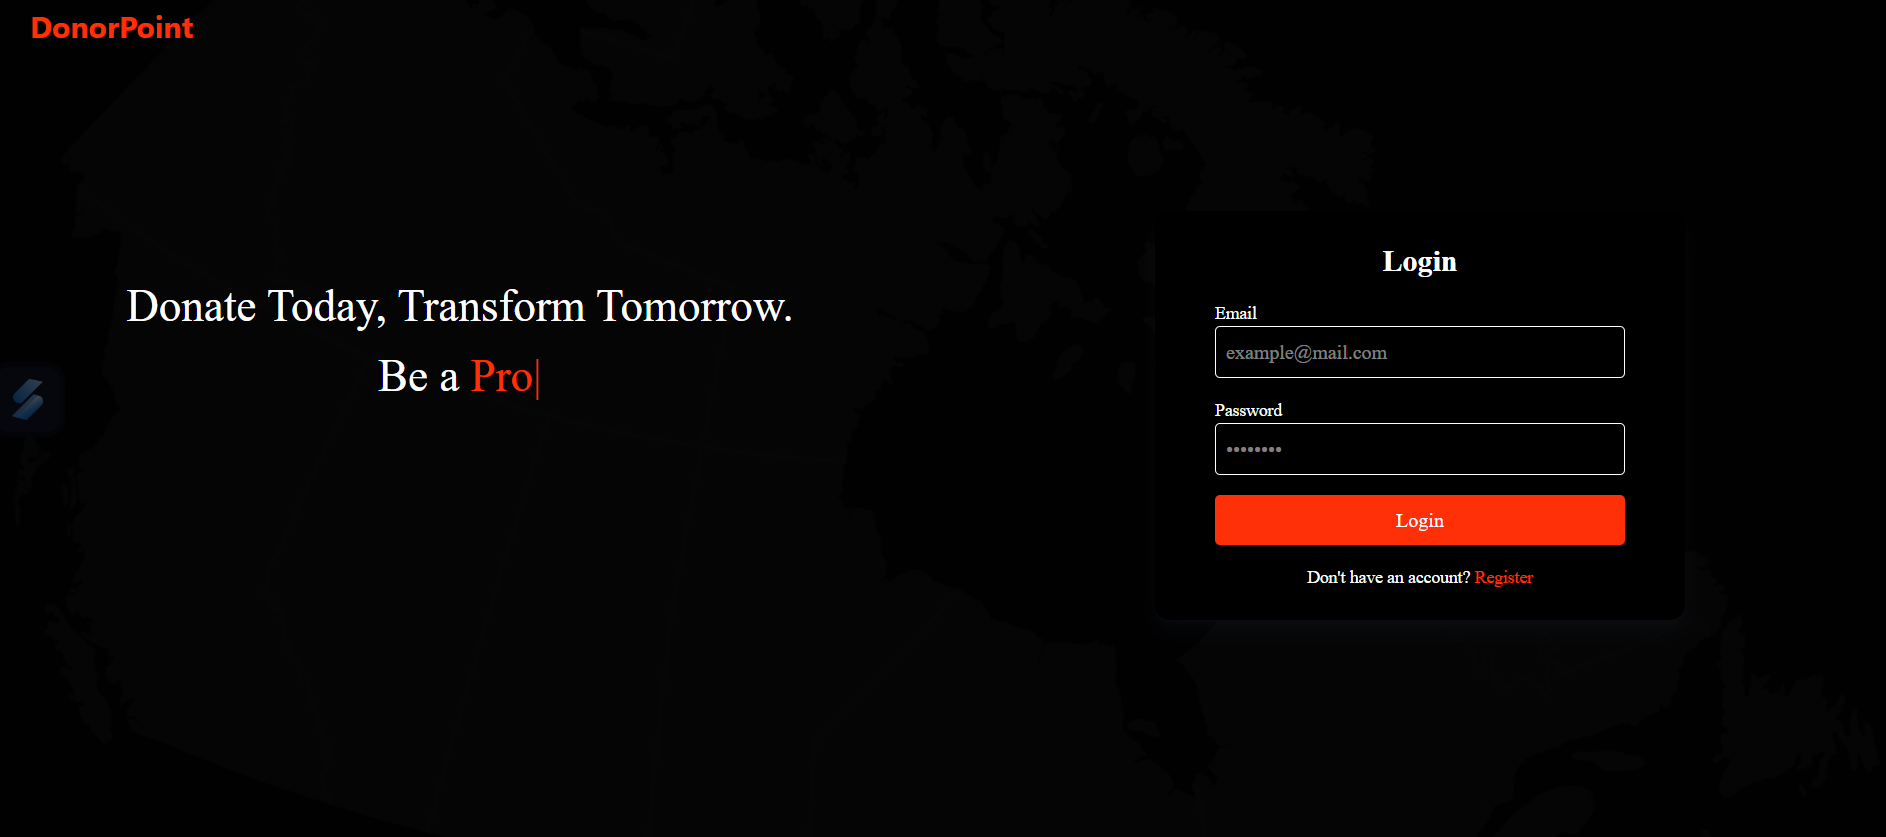 DonorPoint
Donate Today, Transform Tomorrow.
Be a Pro|
Login
Email
example@mail.com
Password
••••••••
Login
Don't have an account? Register